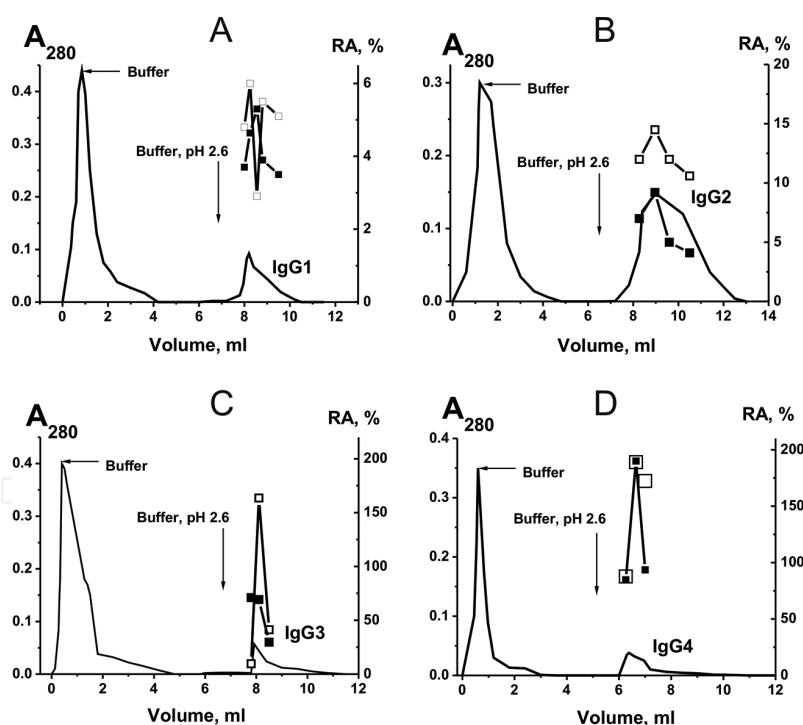 A
A280
RA, %
Buffer
Buffer, pH 2.6
IgG1
0.4
0.3
0.2
0.1
0.0
6
4
2
0
0 2 4 6 8 10 12
Volume, ml
B
A280
RA, %
Buffer
Buffer, pH 2.6
IgG2
0.3
0.2
0.1
0.0
20
15
10
5
0
0 2 4 6 8 10 12 14
Volume, ml
C
A280
RA, %
Buffer
Buffer, pH 2.6
IgG3
0.4
0.3
0.2
0.1
0.0
200
150
100
50
0
0 2 4 6 8 10 12
Volume, ml
D
A280
RA, %
Buffer
Buffer, pH 2.6
IgG4
0.4
0.3
0.2
0.1
0.0
200
150
100
50
0
0 2 4 6 8 10 12
Volume, ml